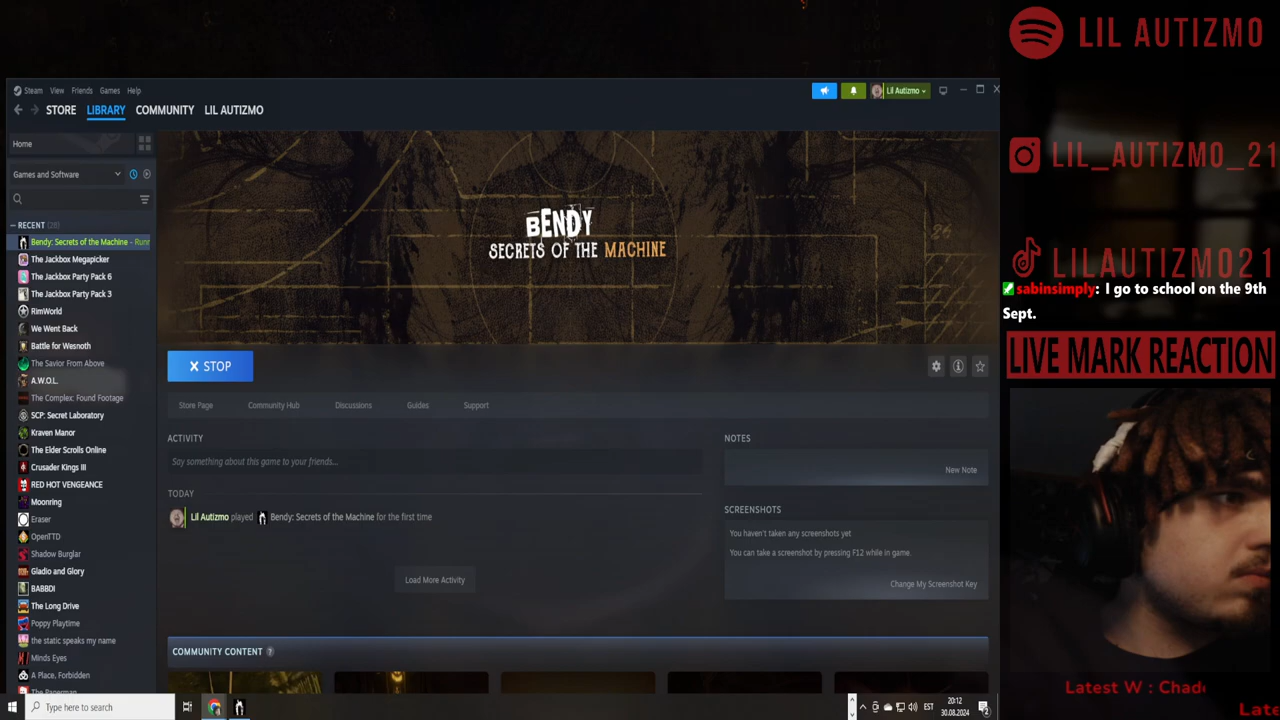 LIL AUTIZMO
LIL_AUTIZMO_21
LILAUTIZMO21
sabinsimply: I go to school on the 9th
Sept.
LIVE MARK REACTION
Latest W : Chad
Late
Steam View Friends Games Help
Lil Autizmo
STORE LIBRARY COMMUNITY LIL AUTIZMO
Home
Games and Software
RECENT (28)
Bendy: Secrets of the Machine - Runn
The Jackbox Megapicker
The Jackbox Party Pack 6
The Jackbox Party Pack 3
RimWorld
We Went Back
Battle for Wesnoth
The Savior From Above
A.W.O.L.
The Complex: Found Footage
SCP: Secret Laboratory
Kraven Manor
The Elder Scrolls Online
Crusader Kings III
RED HOT VENGEANCE
Moonring
Eraser
OpenTTD
Shadow Burglar
Gladio and Glory
BABBDI
The Long Drive
Poppy Playtime
the static speaks my name
Minds Eyes
A Place, Forbidden
The Paperman
BENDY
SECRETS OF THE MACHINE
STOP
Store Page Community Hub Discussions Guides Support
ACTIVITY
Say something about this game to your friends...
TODAY
Lil Autizmo played Bendy: Secrets of the Machine for the first time
Load More Activity
NOTES
New Note
SCREENSHOTS
You haven't taken any screenshots yet
You can take a screenshot by pressing F12 while in game.
Change My Screenshot Key
COMMUNITY CONTENT ?
Type here to search
EST
20:12
30.08.2024
2